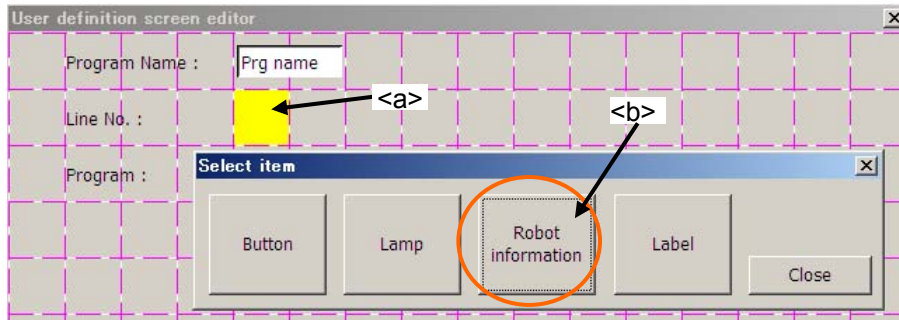 User definition screen editor
Program Name : Prg name
<a>
Line No. :
<b>
Program :
Select item
Button
Lamp
Robot
information
Label
Close